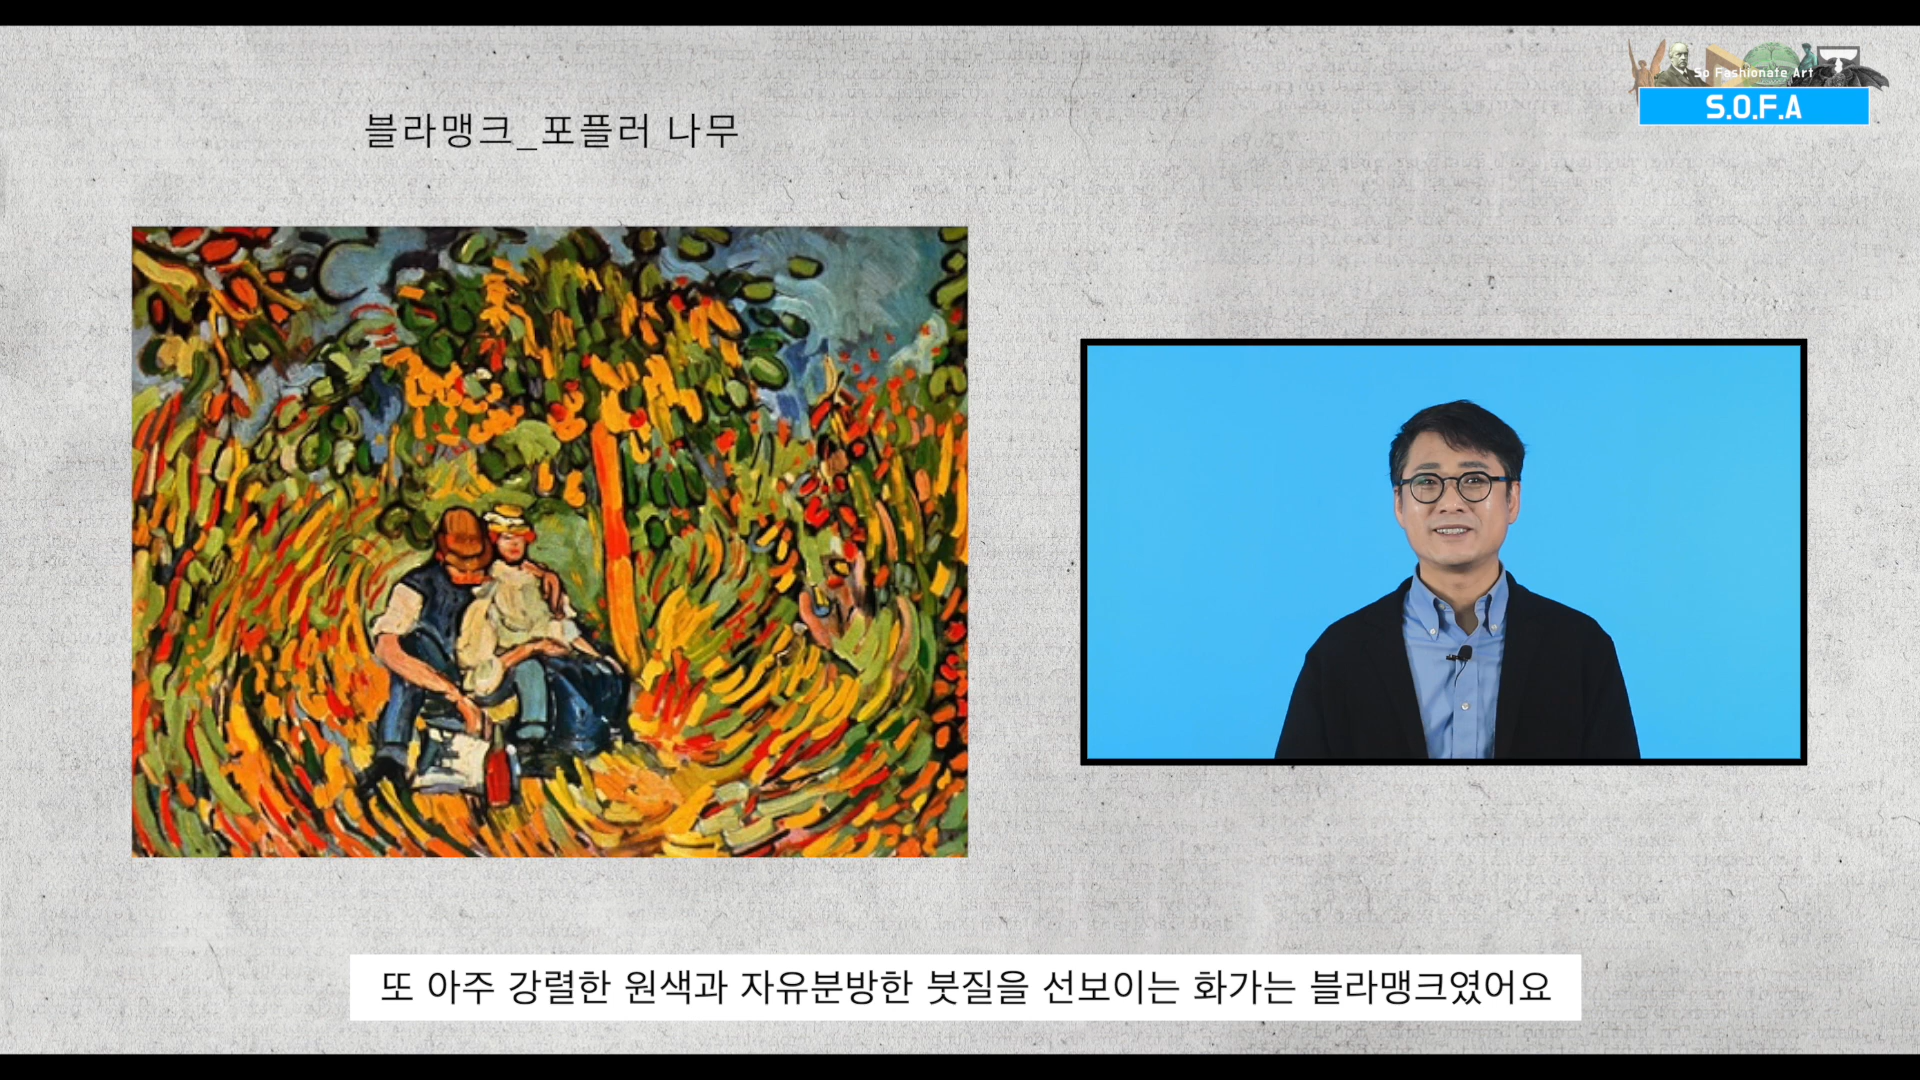 So Fashionate Art
S.O.F.A
블라맹크_포플러 나무
또 아주 강렬한 원색과 자유분방한 붓질을 선보이는 화가는 블라맹크였어요